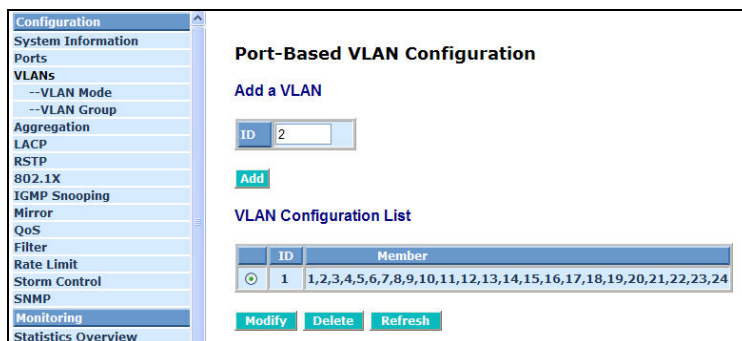 Configuration
System Information
Ports
VLANs
--VLAN Mode
--VLAN Group
Aggregation
LACP
RSTP
802.1X
IGMP Snooping
Mirror
QoS
Filter
Rate Limit
Storm Control
SNMP
Monitoring
Statistics Overview
Port-Based VLAN Configuration
Add a VLAN
ID 2
Add
VLAN Configuration List
ID Member
1 1,2,3,4,5,6,7,8,9,10,11,12,13,14,15,16,17,18,19,20,21,22,23,24
Modify Delete Refresh